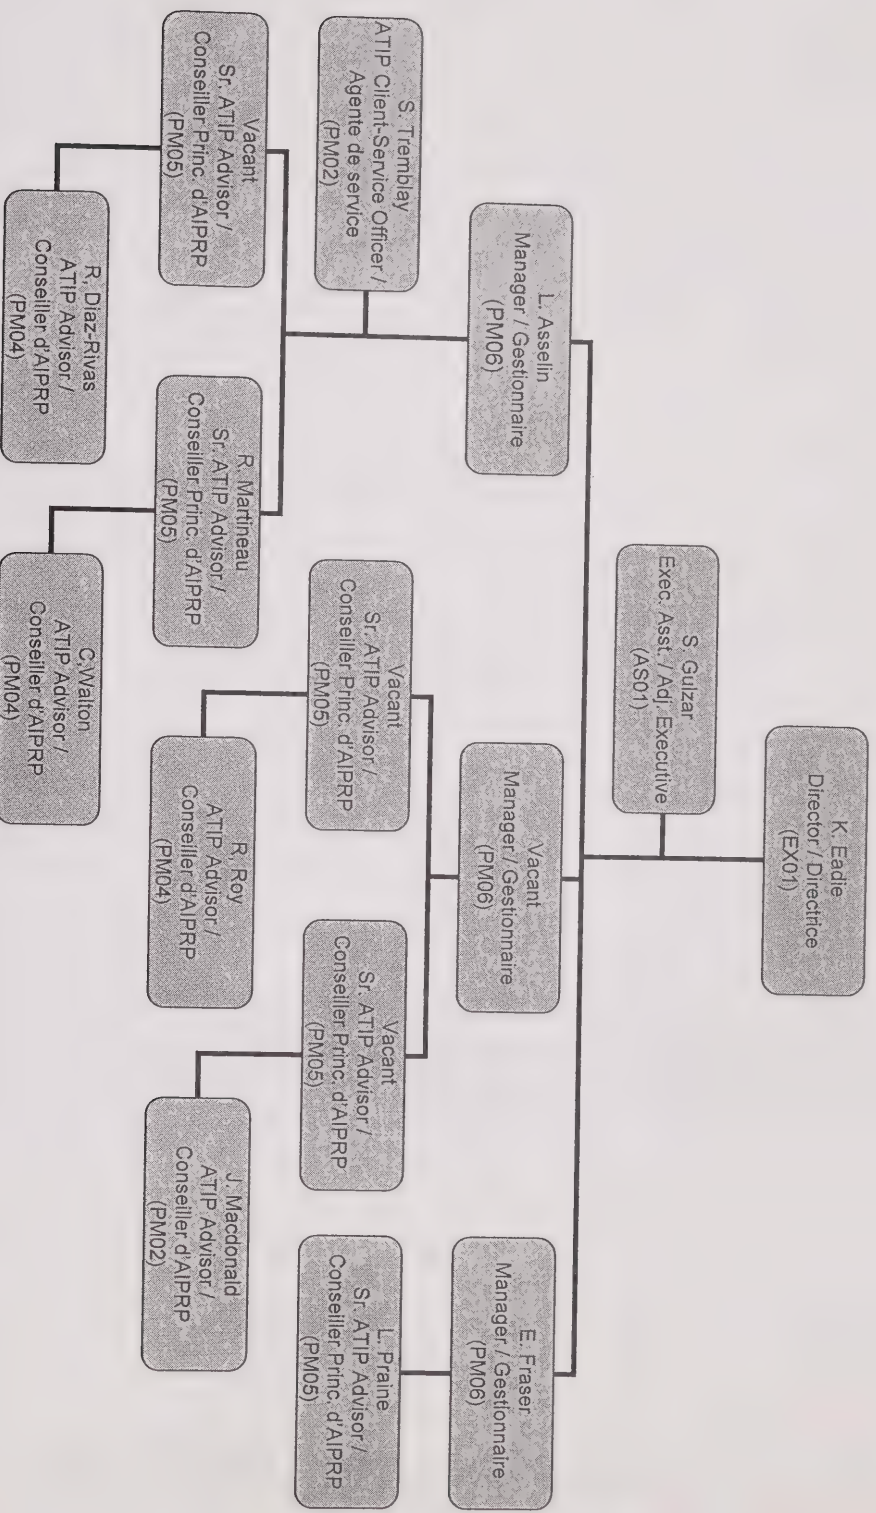 K. Eadie
Director / Directrice
(EX01)
S. Gulzar
Exec. Asst. / Adj. Executive
(AS01)
L. Asselin
Manager / Gestionnaire
(PM06)
Vacant
Manager / Gestionnaire
(PM06)
E. Fraser
Manager / Gestionnaire
(PM06)
S. Tremblay
ATIP Client-Service Officer /
Agente de service
(PM02)
Vacant
Sr. ATIP Advisor /
Conseiller Princ. d'AIPRP
(PM05)
Vacant
Sr. ATIP Advisor /
Conseiller Princ. d'AIPRP
(PM05)
L. Praine
Sr. ATIP Advisor /
Conseiller Princ. d'AIPRP
(PM05)
Vacant
Sr. ATIP Advisor /
Conseiller Princ. d'AIPRP
(PM05)
R. Martineau
Sr. ATIP Advisor /
Conseiller Princ. d'AIPRP
(PM05)
R, Roy
ATIP Advisor /
Conseiller d'AIPRP
(PM04)
J. Macdonald
ATIP Advisor /
Conseiller d'AIPRP
(PM02)
R, Diaz-Rivas
ATIP Advisor /
Conseiller d'AIPRP
(PM04)
C,Walton
ATIP Advisor /
Conseiller d'AIPRP
(PM04)